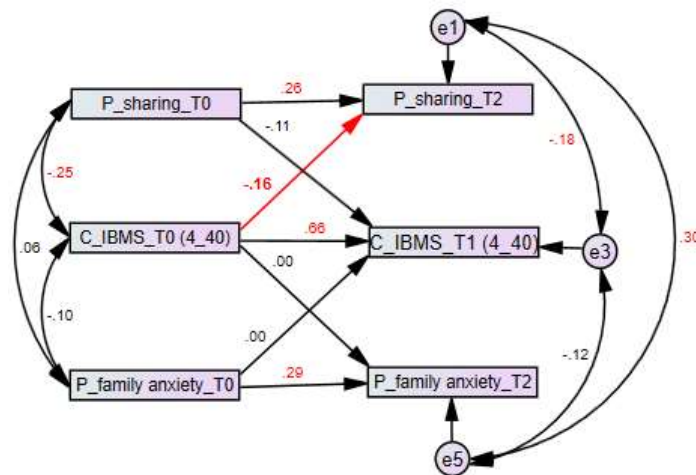 e1
P_sharing_T0
.26
P_sharing_T2
-.11
-.18
-.25
-.16
C_IBMS_T0 (4_40)
.66
C_IBMS_T1 (4_40)
e3
.06
.00
.30
-.10
.00
-.12
P_family anxiety_T0
.29
P_family anxiety_T2
e5